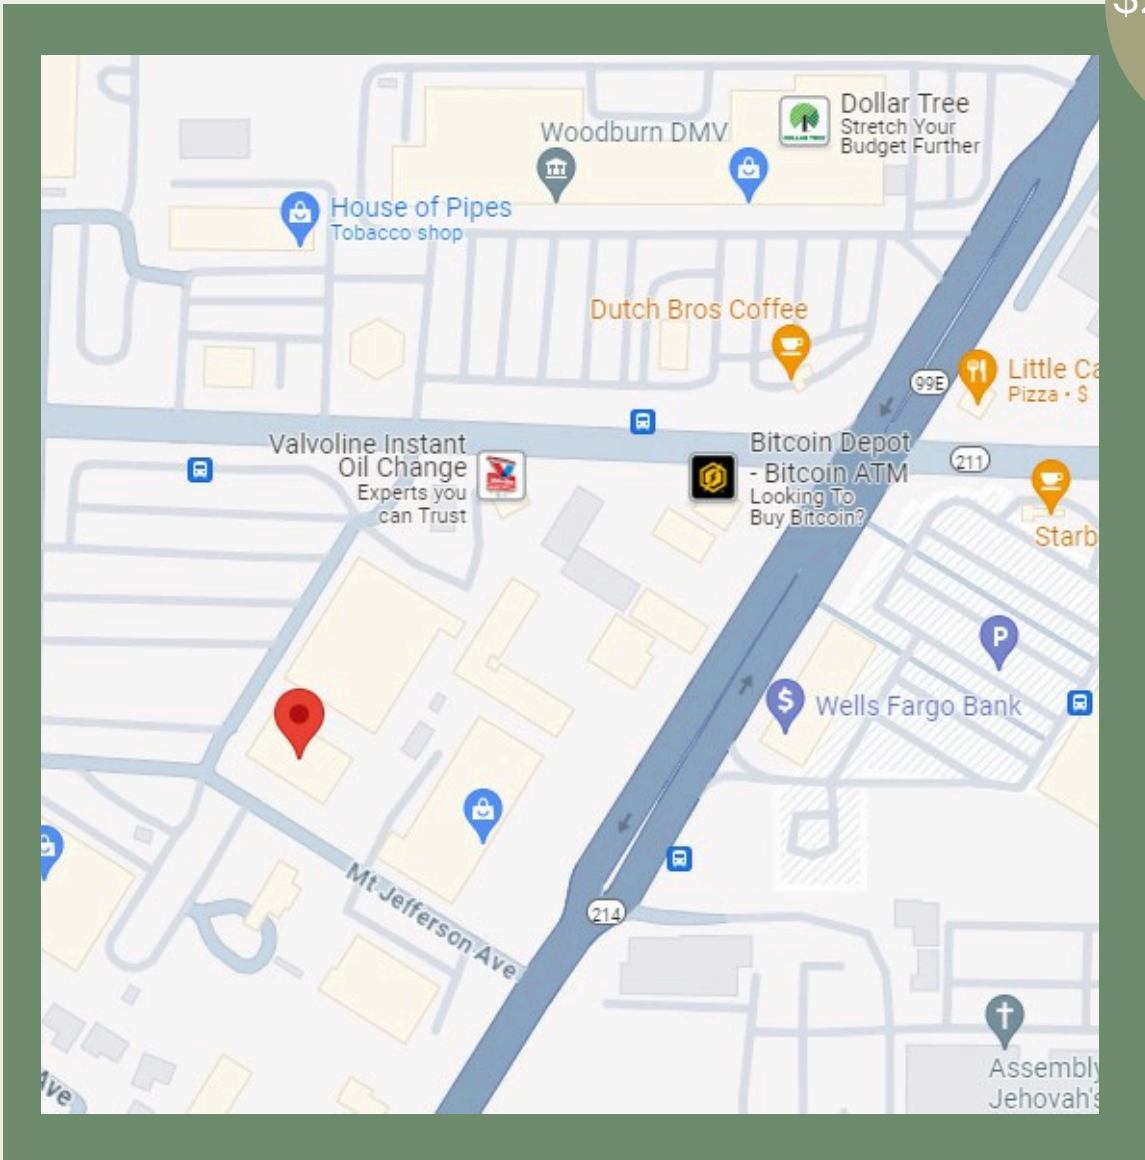 Dollar Tree
Stretch Your
Budget Further
Woodburn DMV
House of Pipes
Tobacco shop
Dutch Bros Coffee
99E
Little
Pizza • $
Valvoline Instant
Oil Change
Experts you
can Trust
Bitcoin Depot
- Bitcoin ATM
Looking To
Buy Bitcoin?
211
P
$
Wells Fargo Bank
Mt Jefferson Ave
214
Assembly
Jehovah's
Ave